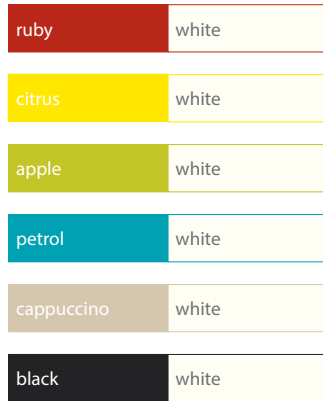 ruby white
citrus white
apple white
petrol white
cappuccino white
black white